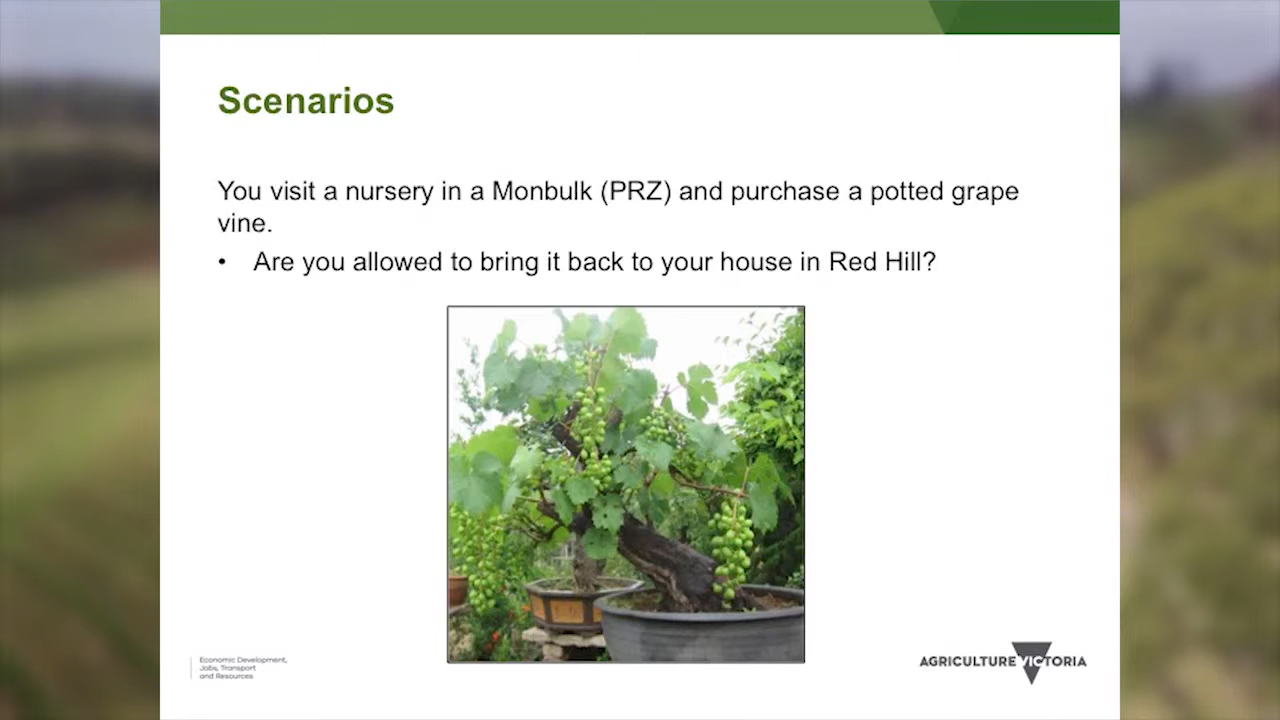 Scenarios
You visit a nursery in a Monbulk (PRZ) and purchase a potted grape
vine.
• Are you allowed to bring it back to your house in Red Hill?
Economic Development,
Jobs, Transport
and Resources
AGRICULTURE VICTORIA